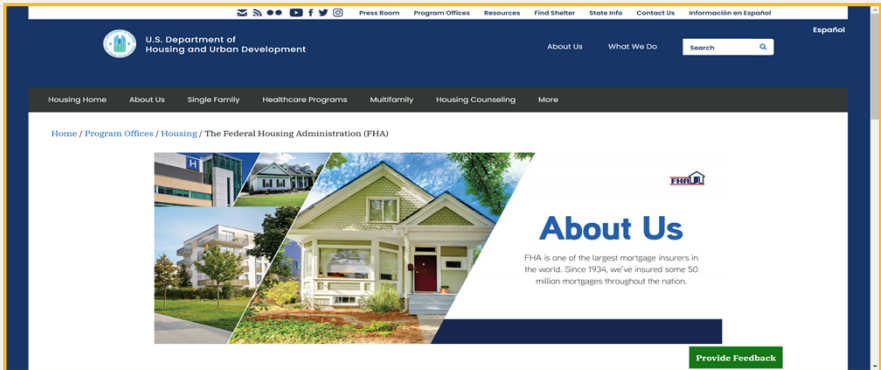 Press Room Program Offices Resources Find Shelter State Info Contact Us Información en Español
Español
U.S. Department of
Housing and Urban Development
About Us What We Do Search
Housing Home About Us Single Family Healthcare Programs Multifamily Housing Counseling More
Home / Program Offices / Housing / The Federal Housing Administration (FHA)
H
FHA
About Us
FHA is one of the largest mortgage insurers in
the world. Since 1934, we've insured some 50
million mortgages throughout the nation.
Provide Feedback